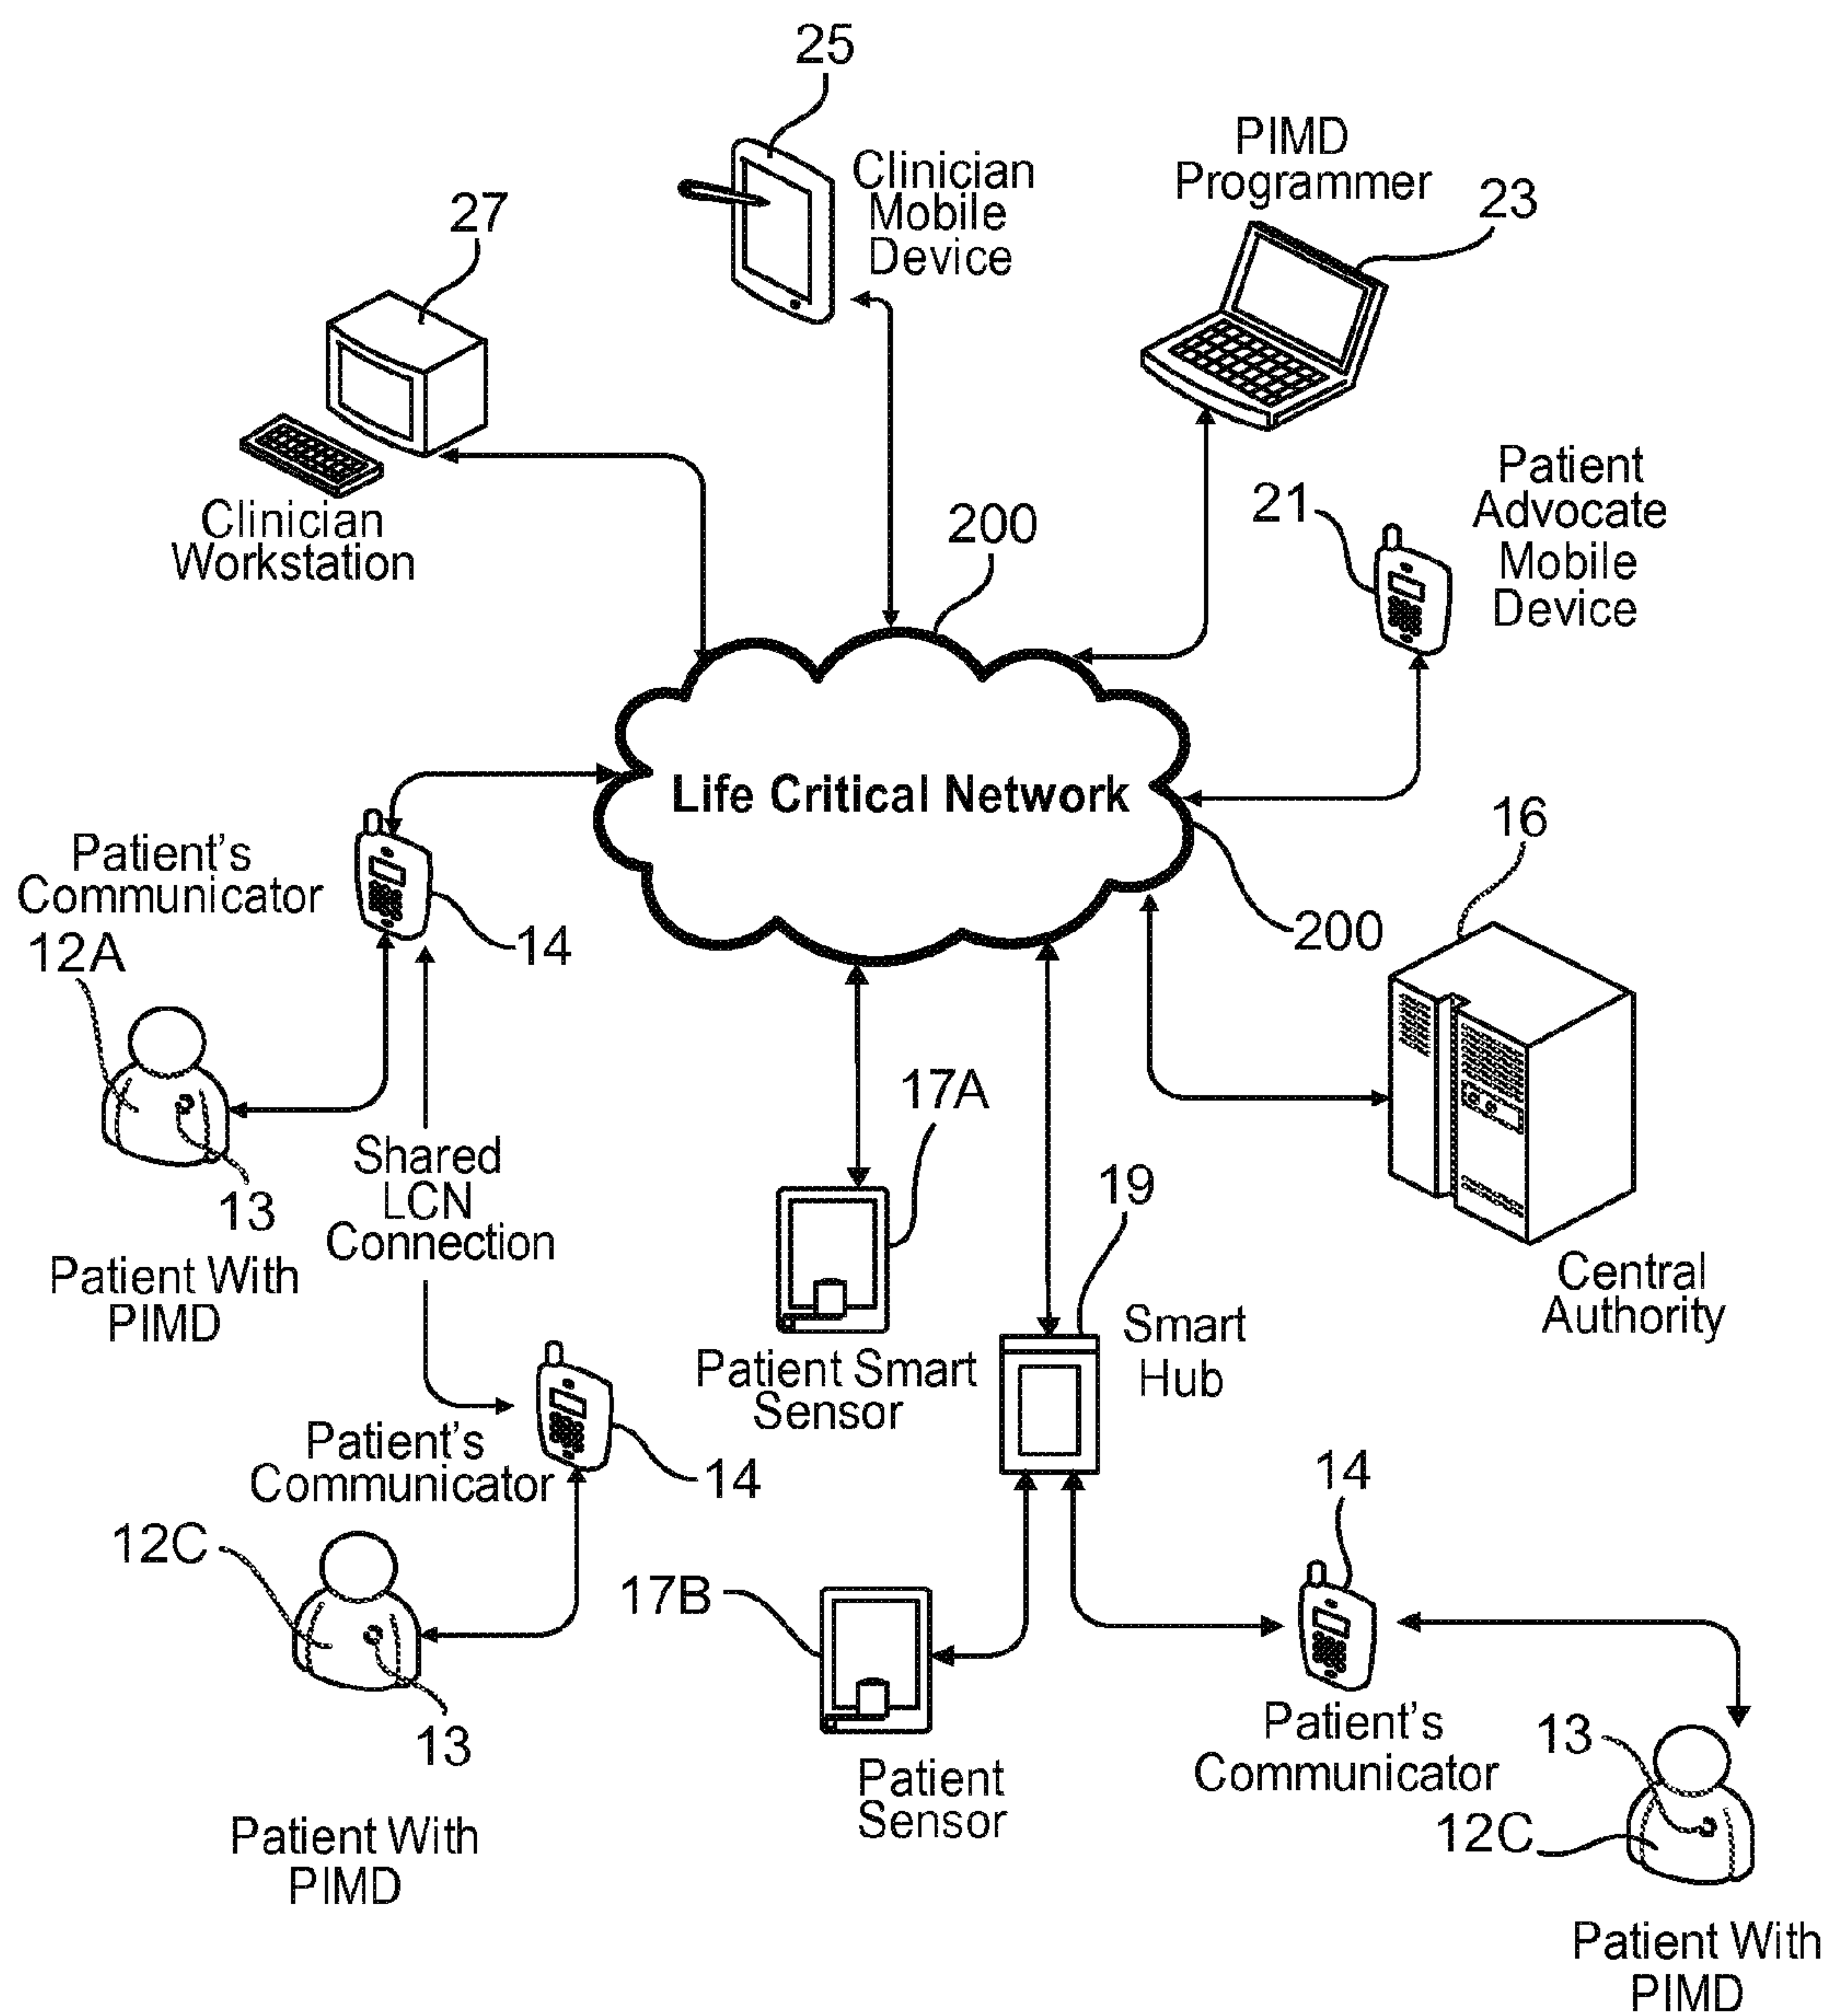 25
Clinician
Mobile
Device
PIMD
Programmer
23
27
Clinician
Workstation
200
Patient
Advocate
Mobile
Device
21
Life Critical Network
Patient's
Communicator
14
12A
13
Patient With
PIMD
Shared
LCN
Connection
200
16
Central
Authority
17A
Patient Smart
Sensor
19
Smart
Hub
Patient's
Communicator
14
12C
13
Patient With
PIMD
17B
Patient
Sensor
14
Patient's
Communicator
13
12C
Patient With
PIMD